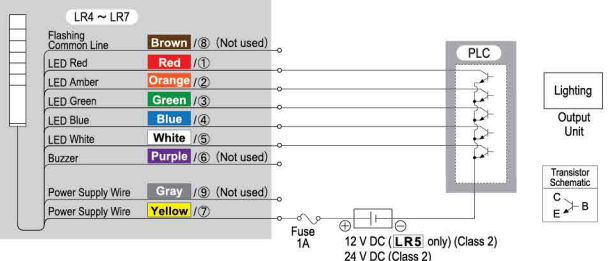 LR4 ~ LR7
Flashing
Common Line
Brown /⑧ (Not used)
LED Red Red /①
LED Amber Orange /②
LED Green Green /③
LED Blue Blue /④
LED White White /⑤
Buzzer Purple /⑥ (Not used)
Power Supply Wire Gray /⑨ (Not used)
Power Supply Wire Yellow /⑦
Fuse
1A
⊕ ⊖
12 V DC (LR5 only) (Class 2)
24 V DC (Class 2)
PLC
Lighting
Output
Unit
Transistor
Schematic
C
B
E